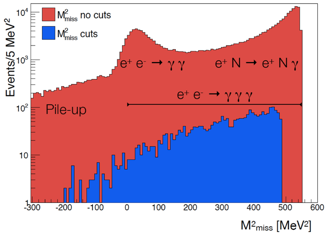 M²miss no cuts
M²miss cuts
Events/5 MeV²
10⁴
10³
10²
10
1
e⁺ e⁻ → γ γ
e⁺ N → e⁺ N γ
e⁺ e⁻ → γ γ γ
Pile-up
-300 -200 -100 0 100 200 300 400 500 600
M²miss [MeV²]